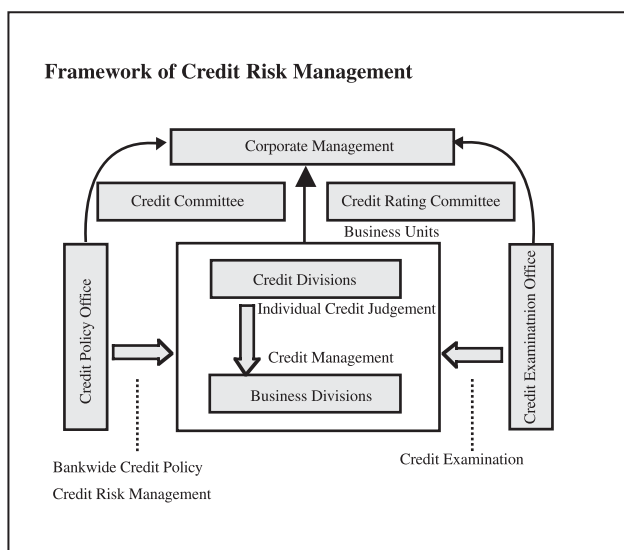 Framework of Credit Risk Management
Corporate Management
Credit Committee
Credit Rating Committee
Business Units
Credit Policy Office
Credit Divisions
Individual Credit Judgement
Credit Management
Business Divisions
Credit Examinatnion Office
Bankwide Credit Policy
Credit Risk Management
Credit Examination